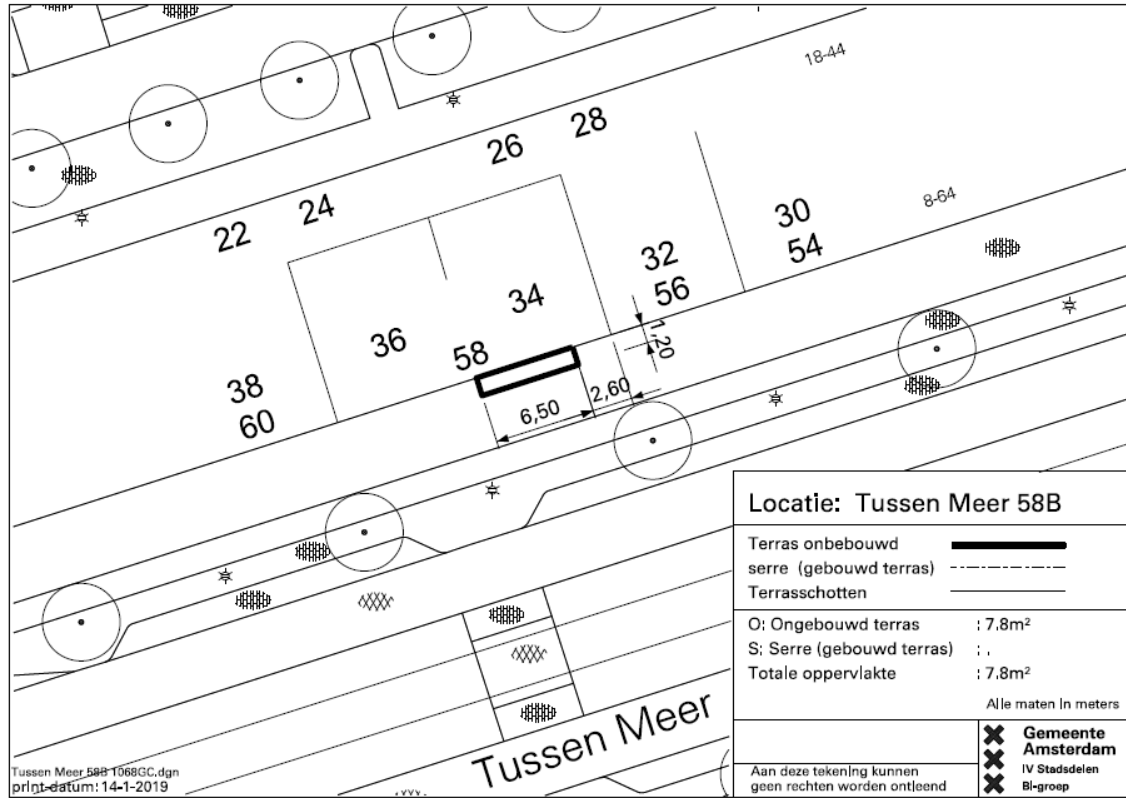 18-44
28
26
24
22
8-64
30
54
32
56
34
36
58
38
60
1,20
2,60
6,50
Locatie: Tussen Meer 58B
Terras onbebouwd
serre (gebouwd terras)
Terrasschotten
O: Ongebouwd terras : 7.8m²
S: Serre (gebouwd terras) : .
Totale oppervlakte : 7.8m²
Alle maten in meters
Tussen Meer
Gemeente
Amsterdam
IV Stadsdelen
BI-groep
Aan deze tekening kunnen
geen rechten worden ontleend
Tussen Meer 58B 1068GC.dgn
print-datum: 14-1-2019